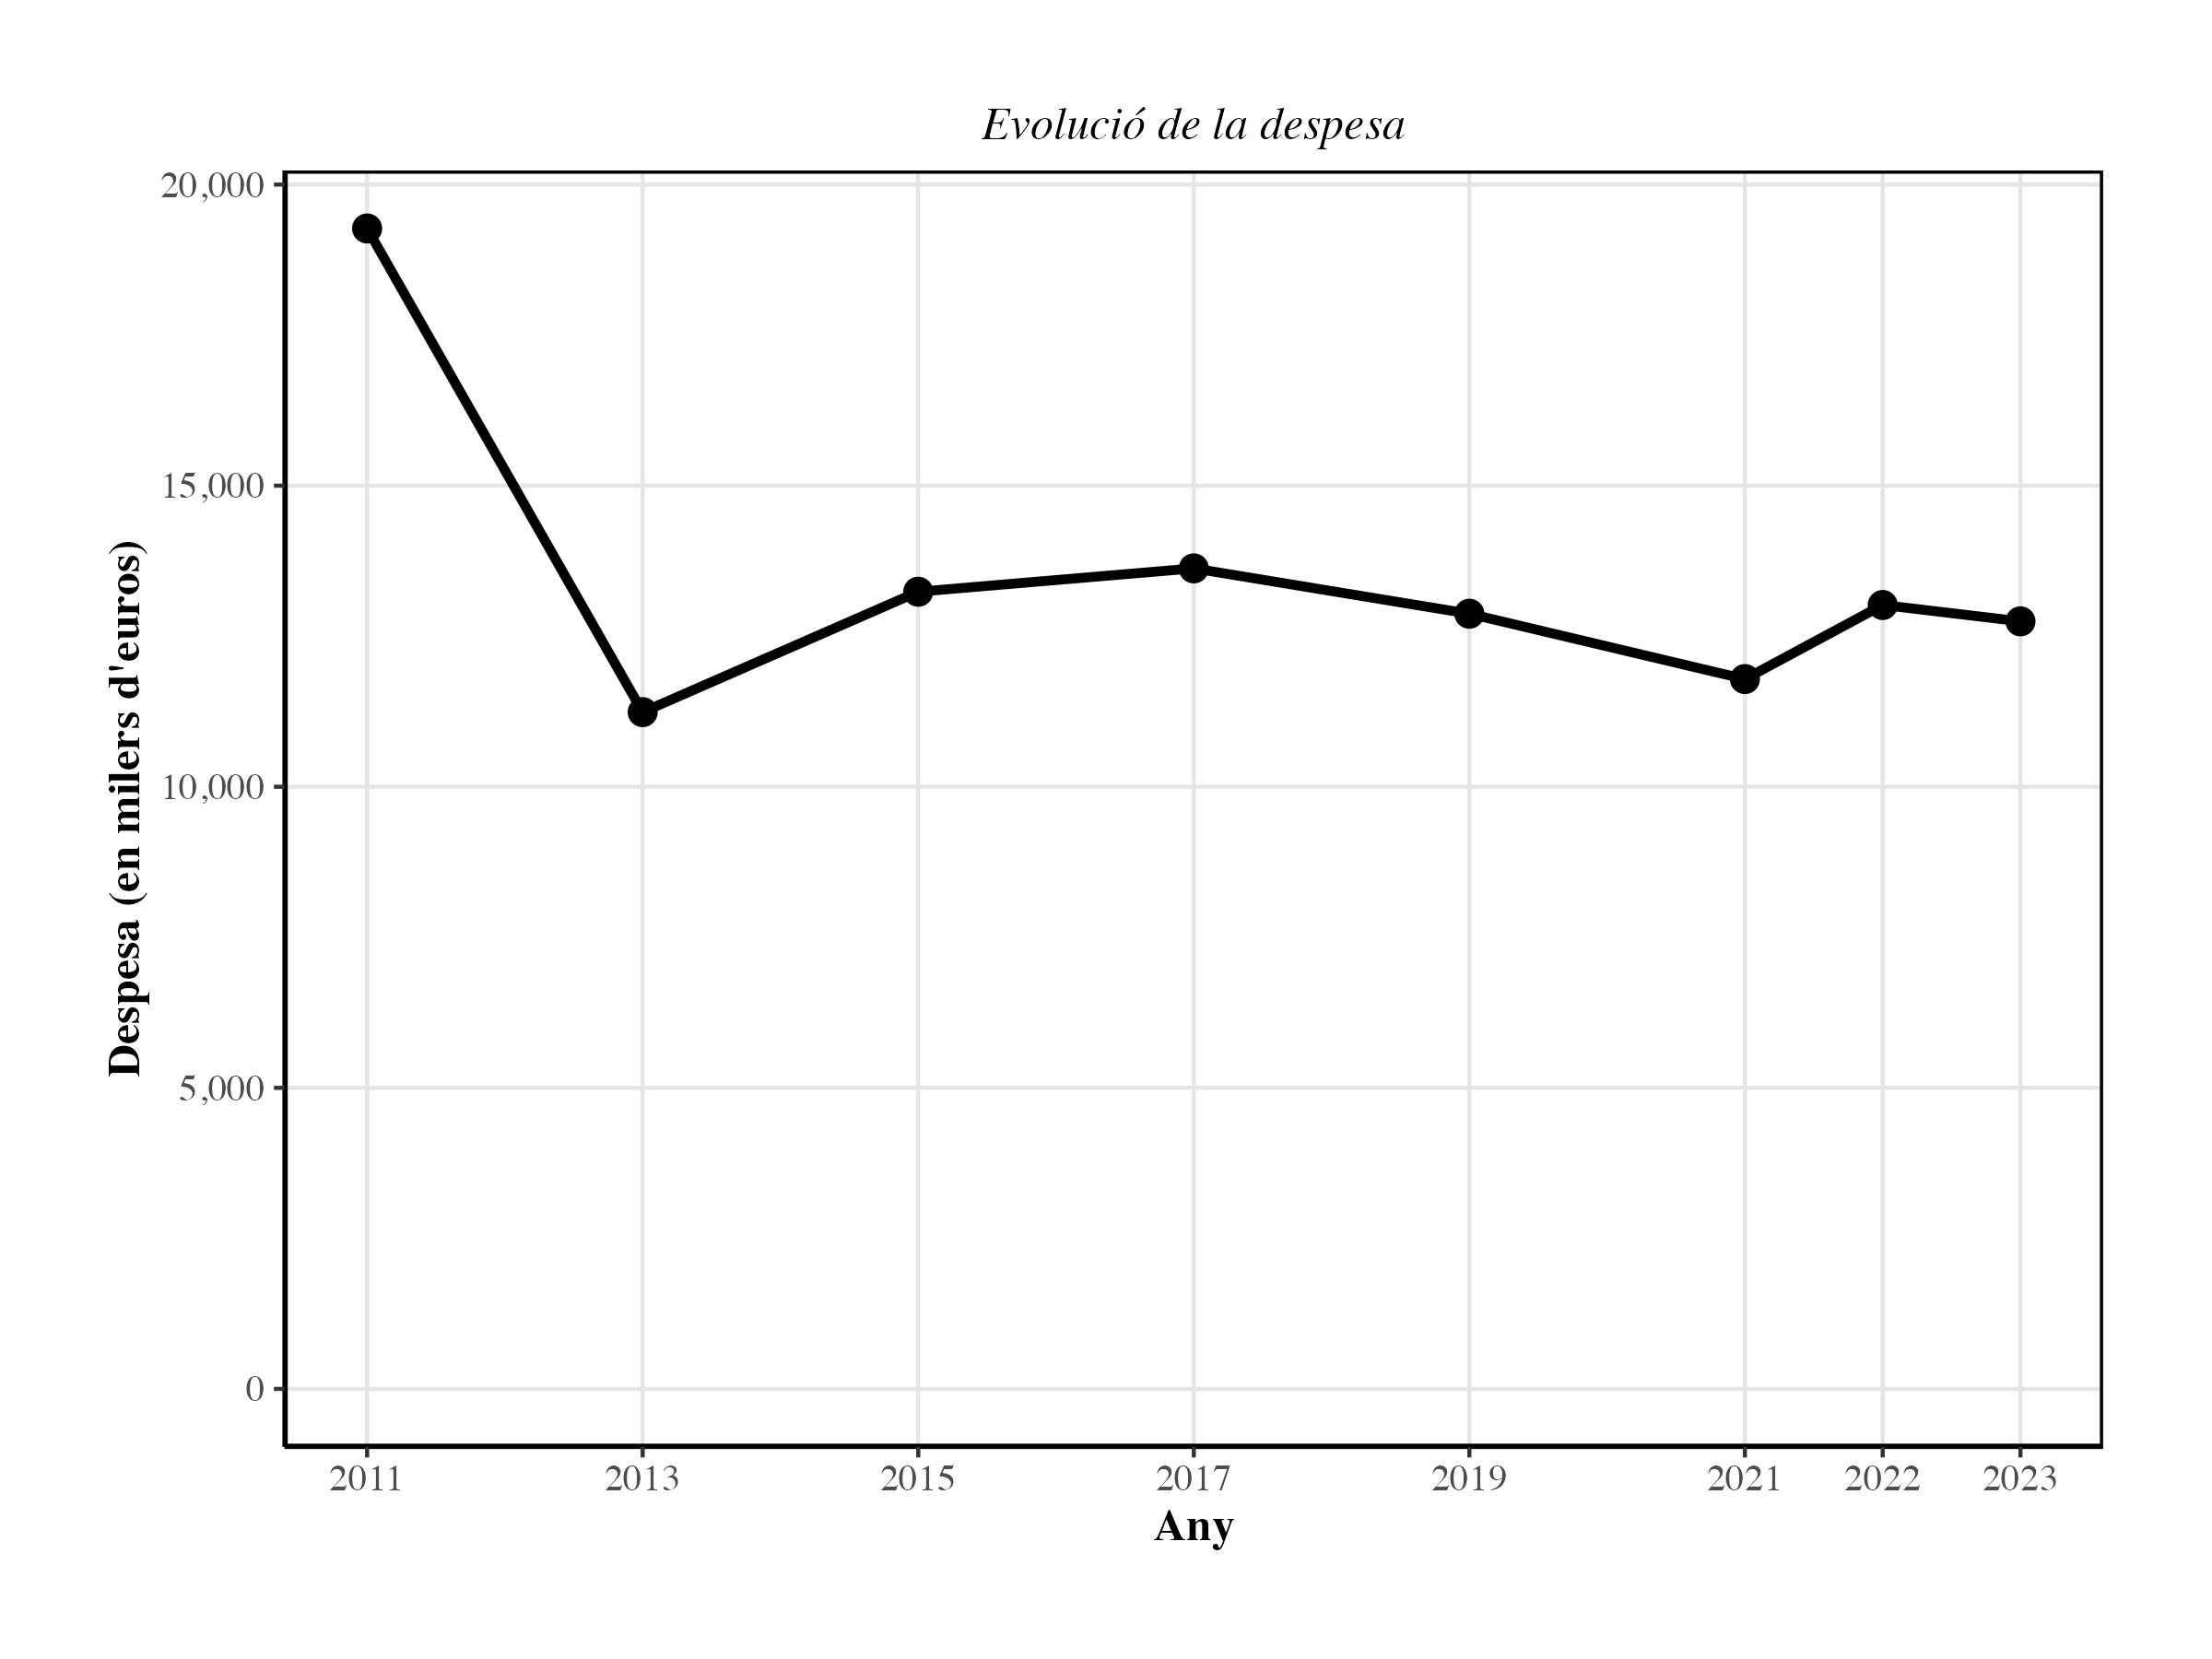 Evolució de la despesa
20,000
15,000
10,000
5,000
0
Despesa (en milers d'euros)
2011 2013 2015 2017 2019 2021 2022 2023
Any